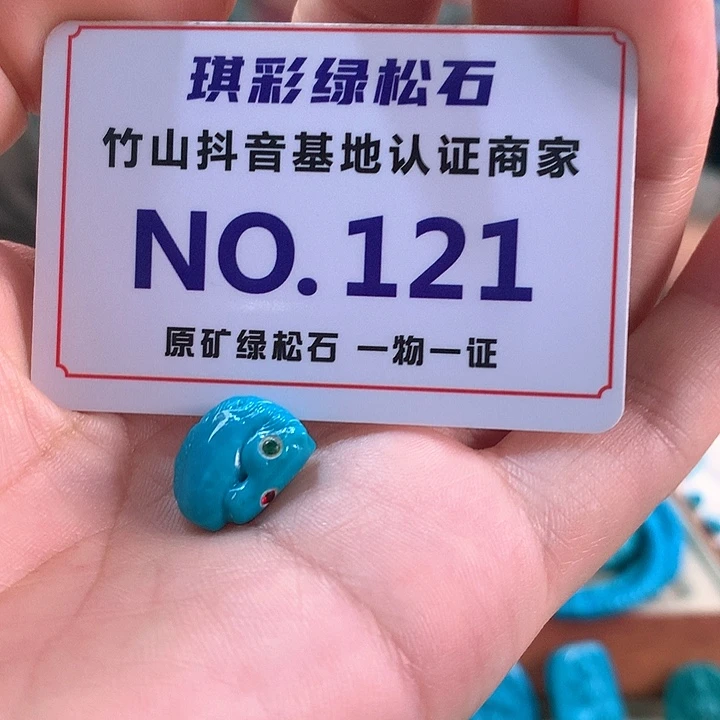 琪彩绿松石
竹山抖音基地认证商家
NO.121
原矿绿松石 一物一证